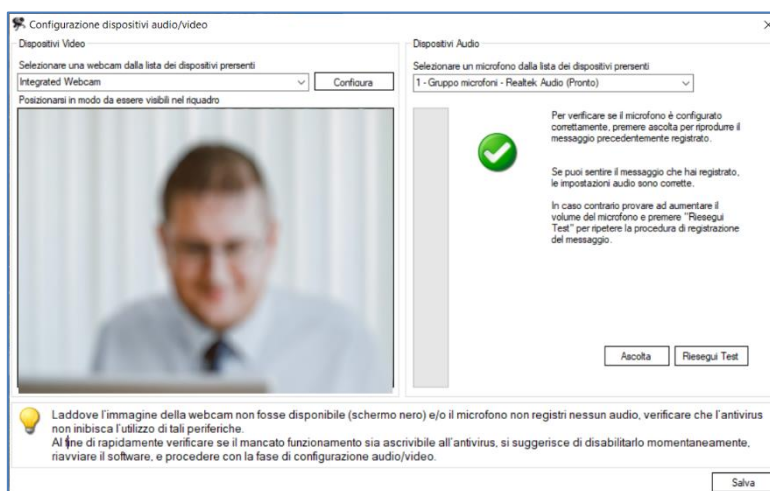 Configurazione dispositivi audio/video
Dispositivi Video
Selezionare una webcam dalla lista dei dispositivi prersenti
Integrated Webcam
Configura
Posizionarsi in modo da essere visibili nel riquadro
Dispositivi Audio
Selezionare un microfono dalla lista dei dispositivi prersenti
1 - Gruppo microfoni - Realtek Audio (Pronto)
Per verificare se il microfono è configurato
correttamente, premere ascolta per riprodurre il
messaggio precedentemente registrato.
Se puoi sentire il messaggio che hai registrato,
le impostazioni audio sono corrette.
In caso contrario provare ad aumentare il
volume del microfono e premere "Riesegui
Test" per ripetere la procedura di registrazione
del messaggio.
Ascolta
Riesegui Test
Laddove l'immagine della webcam non fosse disponibile (schermo nero) e/o il microfono non registri nessun audio, verificare che l'antivirus
non inibisca l'utilizzo di tali periferiche.
Al fine di rapidamente verificare se il mancato funzionamento sia ascrivibile all'antivirus, si suggerisce di disabilitarlo momentaneamente,
riavviare il software, e procedere con la fase di configurazione audio/video.
Salva